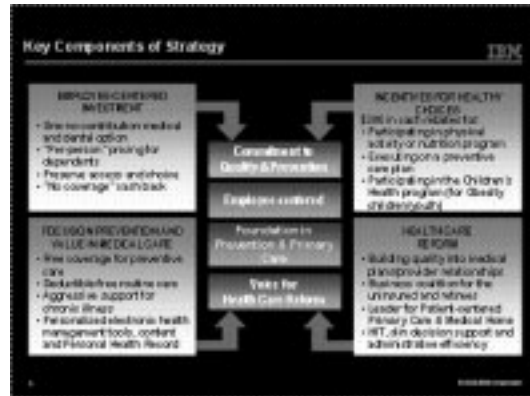 Key Components of Strategy
IBM
EMPLOYEE-CENTERED
INVESTMENT
• One no contribution medical
and dental option
• "Per person" pricing for
dependents
• Preserve access and choice
• "No coverage" cash back
INCENTIVES FOR HEALTHY
CHOICES
in cash rebates for:
• Participating in physical
activity or nutrition program
• Executing on a preventive
care plan
• Participating in the Children's
Health program (for Obesity
children/youth)
Commitment to
Quality & Prevention
Employee-centered
Foundation in
Prevention & Primary
Care
Voice for
Health Care Reform
FOCUS ON PREVENTION AND
VALUE IN MEDICAL CARE
• Free coverage for preventive
care
• Deductible free routine care
• Aggressive support for
chronic illness
• Personalized electronic health
management tools, content
and Personal Health Record
HEALTHCARE
REFORM
• Building quality into medical
plan/provider relationships
• Business coalition for the
uninsured and retirees
• Leader for Patient-centered
Primary Care & Medical Home
• HIT, decision support and
administrative efficiency